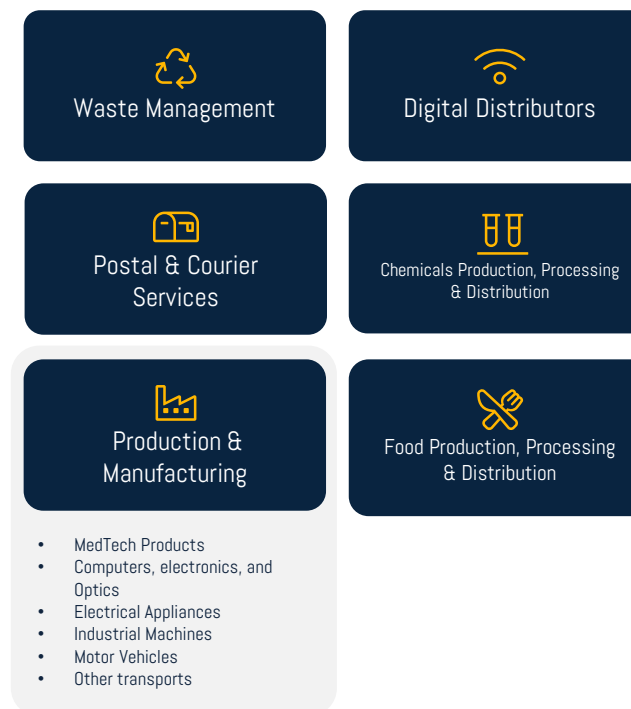 Waste Management
Digital Distributors
Postal & Courier
Services
Chemicals Production, Processing
& Distribution
Production &
Manufacturing
Food Production, Processing
& Distribution
• MedTech Products
• Computers, electronics, and
Optics
• Electrical Appliances
• Industrial Machines
• Motor Vehicles
• Other transports